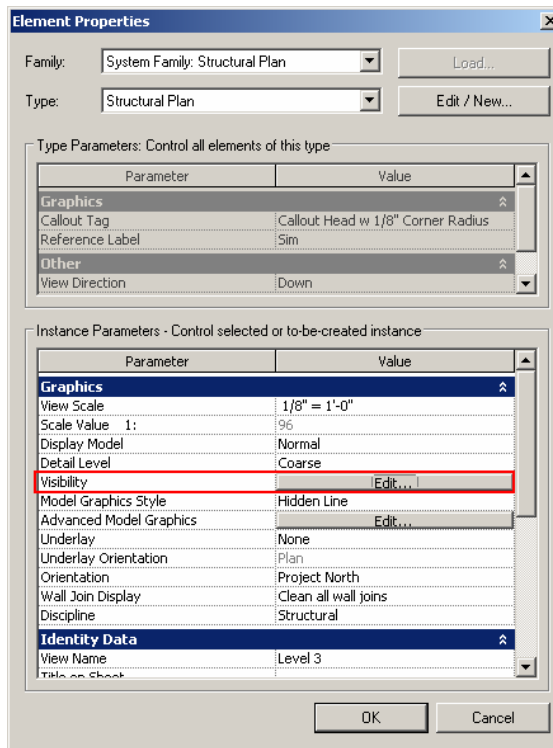 Element Properties
Family: System Family: Structural Plan Load...
Type: Structural Plan Edit / New...
Type Parameters: Control all elements of this type
Parameter Value
Graphics
Callout Tag Callout Head w 1/8" Corner Radius
Reference Label Sim
Other
View Direction Down
Instance Parameters - Control selected or to-be-created instance
Parameter Value
Graphics
View Scale 1/8" = 1'-0"
Scale Value 1: 96
Display Model Normal
Detail Level Coarse
Visibility Edit...
Model Graphics Style Hidden Line
Advanced Model Graphics Edit...
Underlay None
Underlay Orientation Plan
Orientation Project North
Wall Join Display Clean all wall joins
Discipline Structural
Identity Data
View Name Level 3
Title on Sheet
OK Cancel